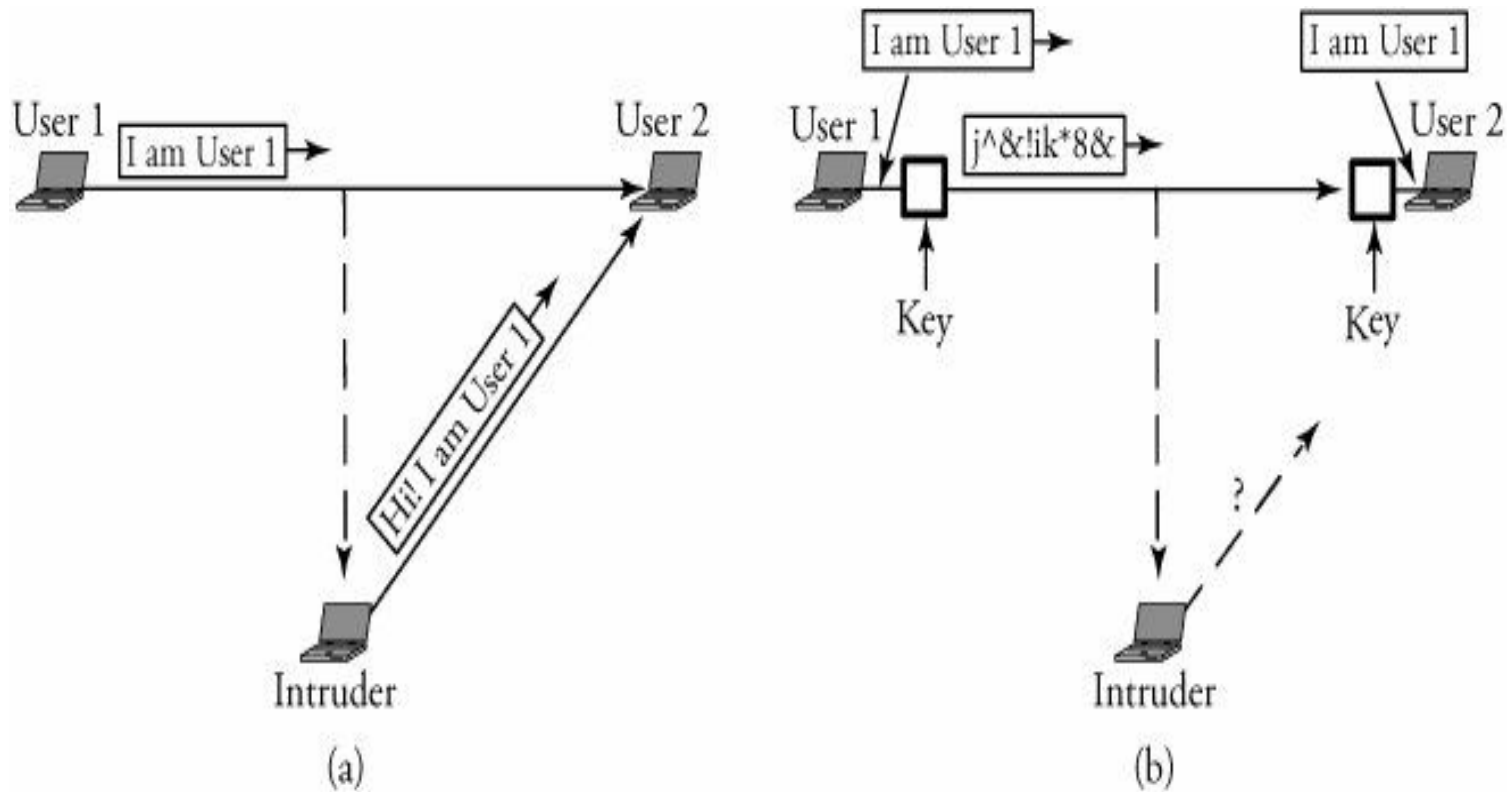 User 1
I am User 1
User 2
Hi! I am User 1
Intruder
(a)
I am User 1
I am User 1
User 1
j^&!ik*8&
User 2
Key
Key
?
Intruder
(b)